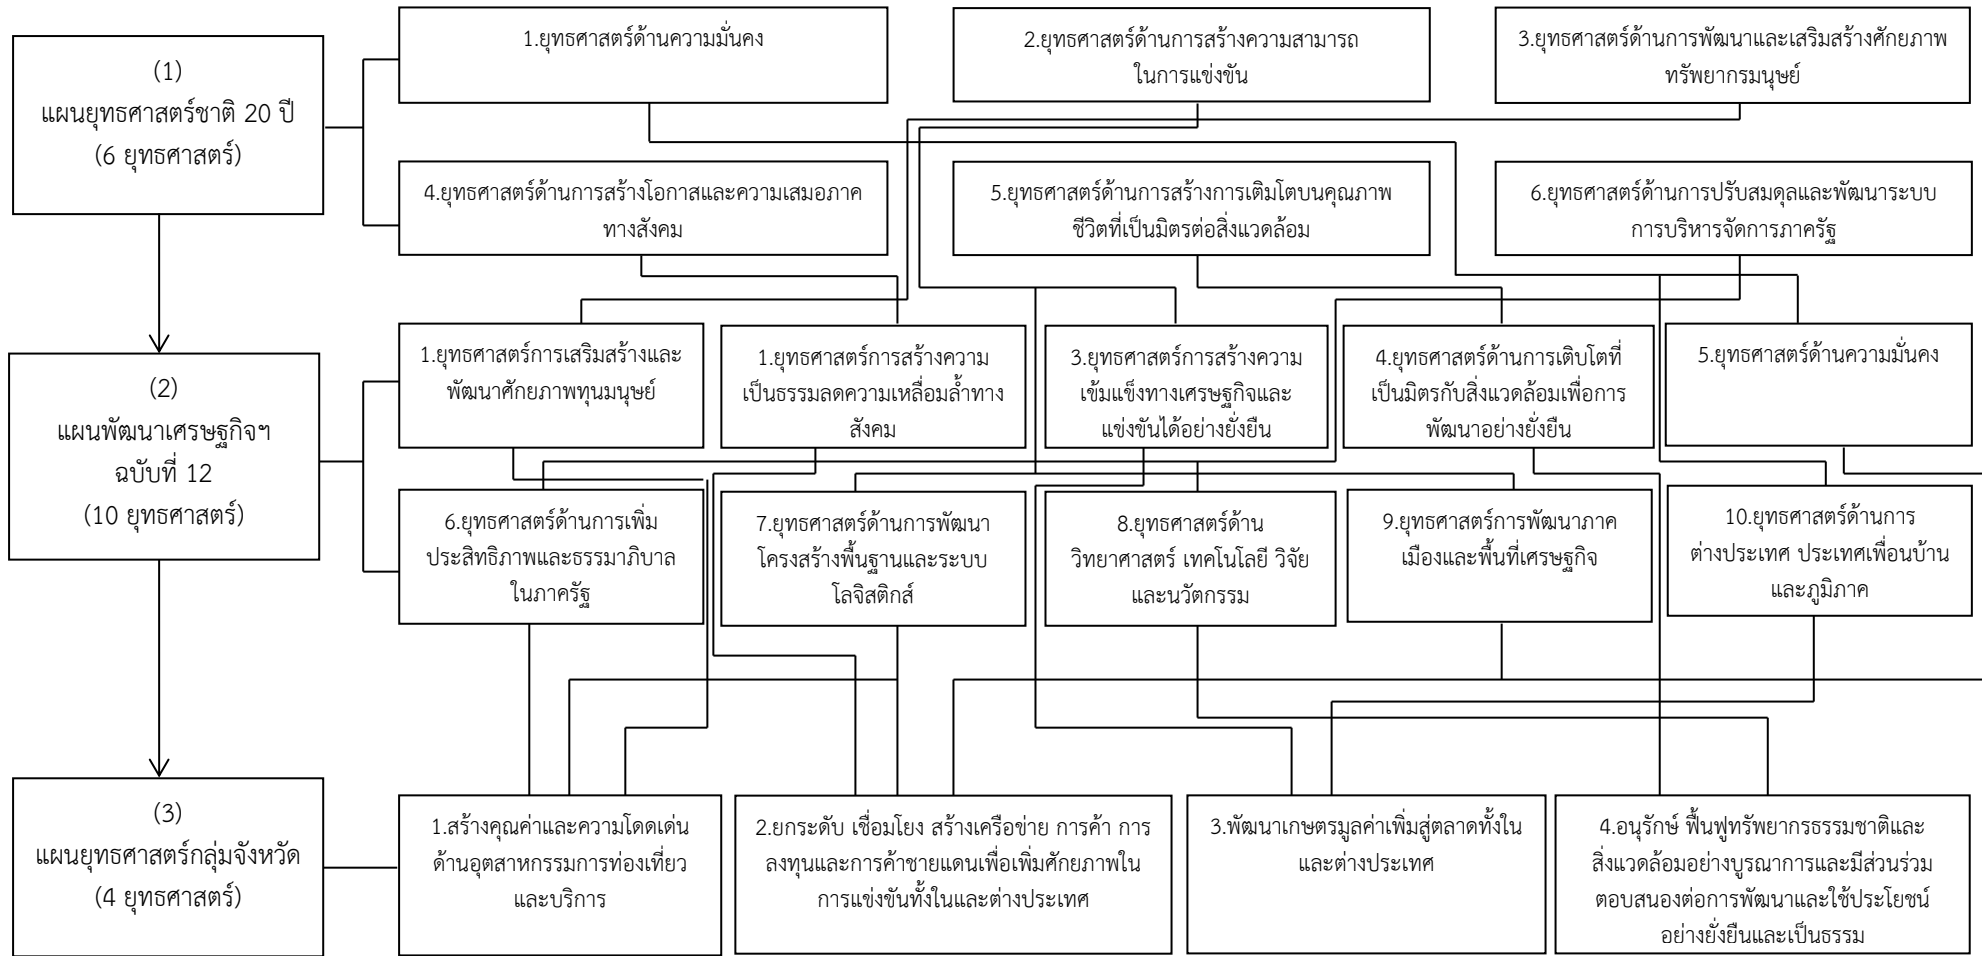 (1)
แผนยุทธศาสตร์ชาติ 20 ปี
(6 ยุทธศาสตร์)
1.ยุทธศาสตร์ด้านความมั่นคง
2.ยุทธศาสตร์ด้านการสร้างความสามารถ
ในการแข่งขัน
3.ยุทธศาสตร์ด้านการพัฒนาและเสริมสร้างศักยภาพ
ทรัพยากรมนุษย์
4.ยุทธศาสตร์ด้านการสร้างโอกาสและความเสมอภาค
ทางสังคม
5.ยุทธศาสตร์ด้านการสร้างการเติมโตบนคุณภาพ
ชีวิตที่เป็นมิตรต่อสิ่งแวดล้อม
6.ยุทธศาสตร์ด้านการปรับสมดุลและพัฒนาระบบ
การบริหารจัดการภาครัฐ
(2)
แผนพัฒนาเศรษฐกิจฯ
ฉบับที่ 12
(10 ยุทธศาสตร์)
1.ยุทธศาสตร์การเสริมสร้างและ
พัฒนาศักยภาพทุนมนุษย์
1.ยุทธศาสตร์การสร้างความ
เป็นธรรมลดความเหลื่อมล้ำทาง
สังคม
3.ยุทธศาสตร์การสร้างความ
เข้มแข็งทางเศรษฐกิจและ
แข่งขันได้อย่างยั่งยืน
4.ยุทธศาสตร์ด้านการเติบโตที่
เป็นมิตรกับสิ่งแวดล้อมเพื่อการ
พัฒนาอย่างยั่งยืน
5.ยุทธศาสตร์ด้านความมั่นคง
6.ยุทธศาสตร์ด้านการเพิ่ม
ประสิทธิภาพและธรรมาภิบาล
ในภาครัฐ
7.ยุทธศาสตร์ด้านการพัฒนา
โครงสร้างพื้นฐานและระบบ
โลจิสติกส์
8.ยุทธศาสตร์ด้าน
วิทยาศาสตร์ เทคโนโลยี วิจัย
และนวัตกรรม
9.ยุทธศาสตร์การพัฒนาภาค
เมืองและพื้นที่เศรษฐกิจ
10.ยุทธศาสตร์ด้านการ
ต่างประเทศ ประเทศเพื่อนบ้าน
และภูมิภาค
(3)
แผนยุทธศาสตร์กลุ่มจังหวัด
(4 ยุทธศาสตร์)
1.สร้างคุณค่าและความโดดเด่น
ด้านอุตสาหกรรมการท่องเที่ยว
และบริการ
2.ยกระดับ เชื่อมโยง สร้างเครือข่าย การค้า การ
ลงทุนและการค้าชายแดนเพื่อเพิ่มศักยภาพใน
การแข่งขันทั้งในและต่างประเทศ
3.พัฒนาเกษตรมูลค่าเพิ่มสู่ตลาดทั้งใน
และต่างประเทศ
4.อนุรักษ์ ฟื้นฟูทรัพยากรธรรมชาติและ
สิ่งแวดล้อมอย่างบูรณาการและมีส่วนร่วม
ตอบสนองต่อการพัฒนาและใช้ประโยชน์
อย่างยั่งยืนและเป็นธรรม